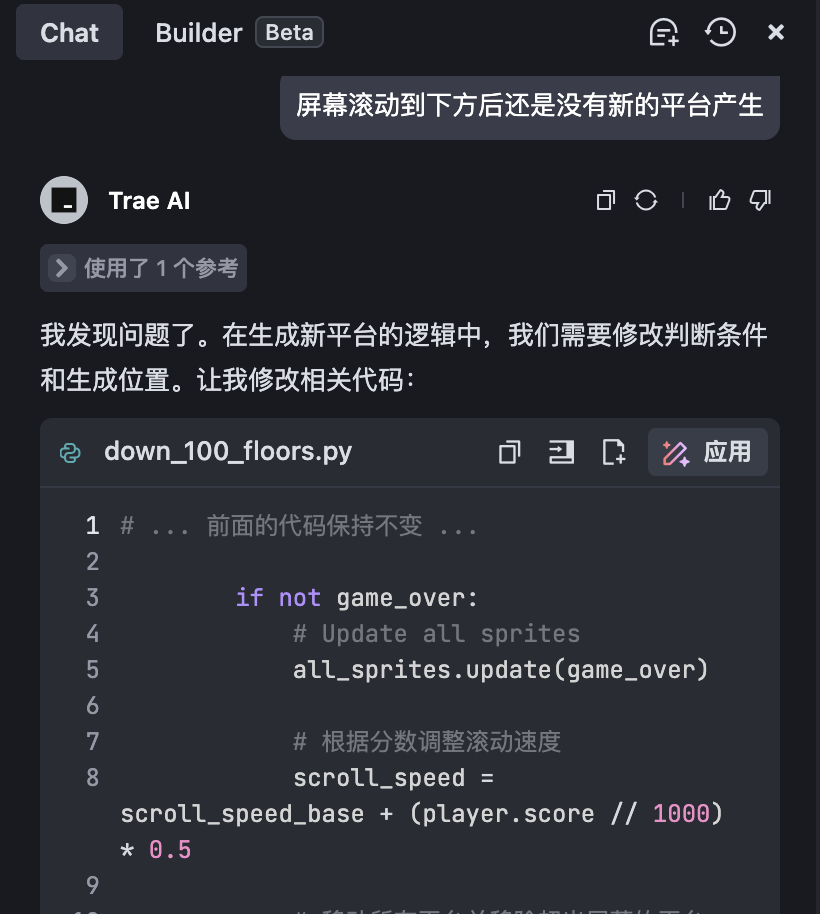 Chat
Builder Beta
屏幕滚动到下方后还是没有新的平台产生
Trae AI
使用了 1 个参考
我发现问题了。在生成新平台的逻辑中，我们需要修改判断条件
和生成位置。让我修改相关代码：
down_100_floors.py
应用
1 # ... 前面的代码保持不变 ...
2
3 if not game_over:
4 # Update all sprites
5 all_sprites.update(game_over)
6
7 # 根据分数调整滚动速度
8 scroll_speed =
scroll_speed_base + (player.score // 1000)
* 0.5
9